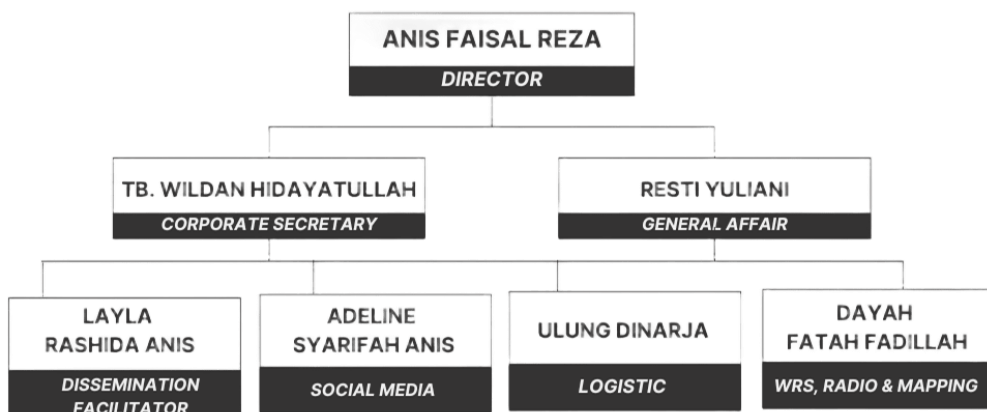 ANIS FAISAL REZA
DIRECTOR
TB. WILDAN HIDAYATULLAH
CORPORATE SECRETARY
RESTI YULIANI
GENERAL AFFAIR
LAYLA
RASHIDA ANIS
DISSEMINATION
FACILITATOR
ADELINE
SYARIFAH ANIS
SOCIAL MEDIA
ULUNG DINARJA
LOGISTIC
DAYAH
FATAH FADILLAH
WRS, RADIO & MAPPING